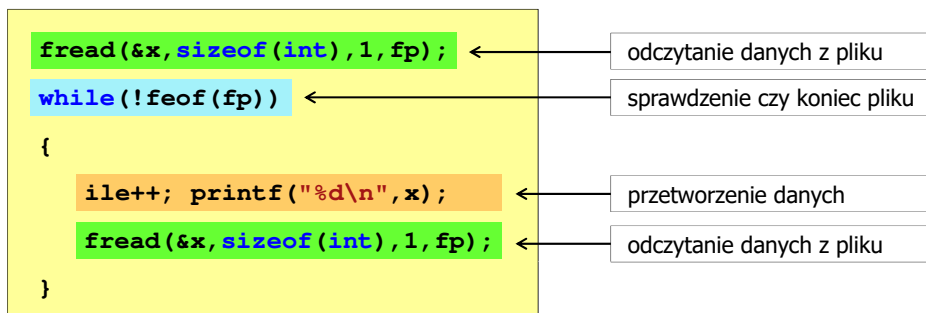 fread(&x,sizeof(int),1,fp);
odczytanie danych z pliku
while(!feof(fp))
sprawdzenie czy koniec pliku
{
ile++; printf("%d\n",x);
przetworzenie danych
fread(&x,sizeof(int),1,fp);
odczytanie danych z pliku
}